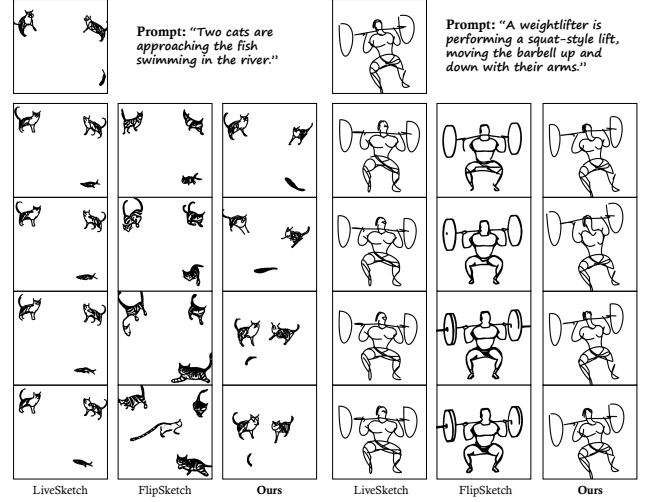 Prompt: “Two cats are
approaching the fish
swimming in the river.”
Prompt: “A weightlifter is
performing a squat-style lift,
moving the barbell up and
down with their arms.”
LiveSketch FlipSketch Ours LiveSketch FlipSketch Ours